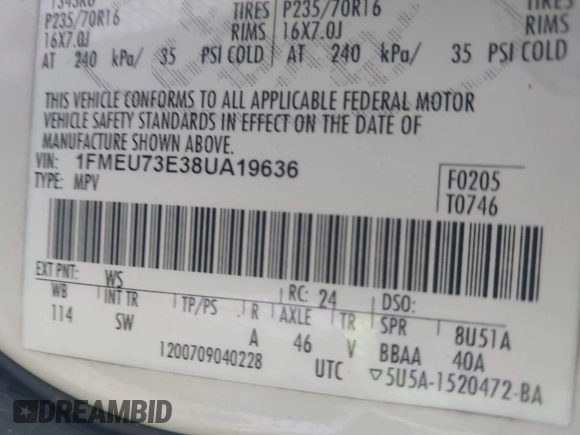 P235/70R16 TIRES P235/70R16 TIRES
16X7.0J RIMS 16X7.0J RIMS
AT 240 kPa/ 35 PSI COLD AT 240 kPa/ 35 PSI COLD
THIS VEHICLE CONFORMS TO ALL APPLICABLE FEDERAL MOTOR
VEHICLE SAFETY STANDARDS IN EFFECT ON THE DATE OF
MANUFACTURE SHOWN ABOVE.
VIN: 1FMEU73E38UA19636
TYPE: MPV
F0205
T0746
EXT PNT: WS RC: 24 DSO:
WB INT TR TP/PS R AXLE TR SPR 8U51A
114 SW A 46 V BBAA 40A
1200709040228 UTC ▽5U5A-1520472-BA
DREAMBID